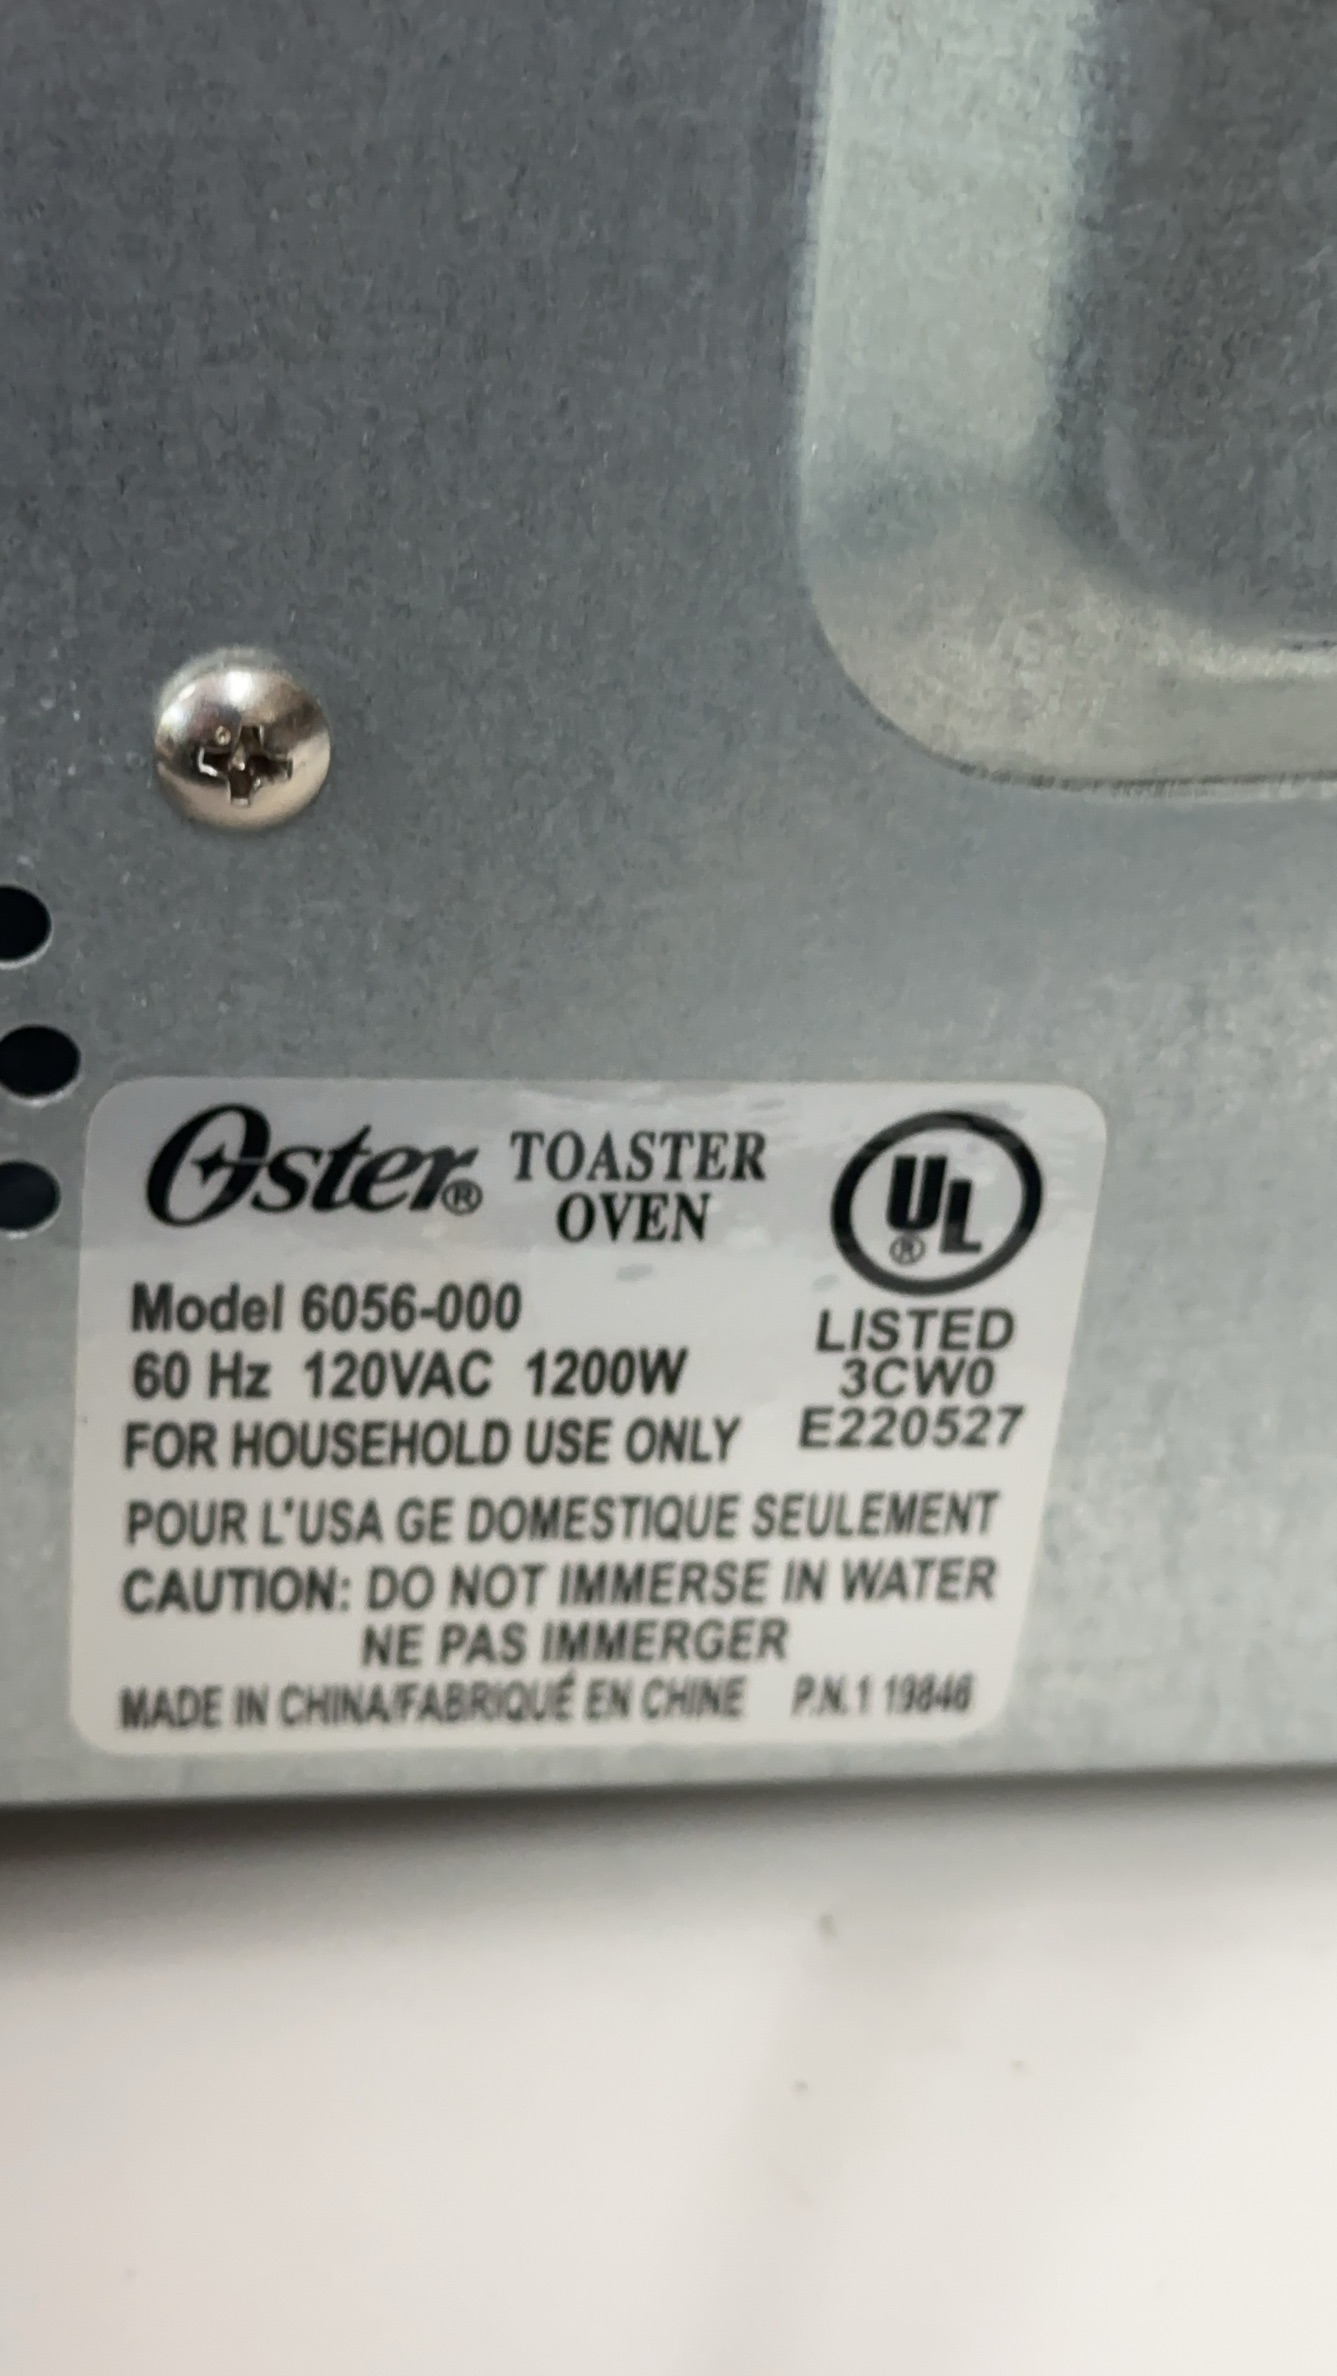 Oster® TOASTER
OVEN
UL®
LISTED
3CW0
E220527
Model 6056-000
60 Hz 120VAC 1200W
FOR HOUSEHOLD USE ONLY
POUR L'USA GE DOMESTIQUE SEULEMENT
CAUTION: DO NOT IMMERSE IN WATER
NE PAS IMMERGER
MADE IN CHINA/FABRIQUÉ EN CHINE P.N.1 19846